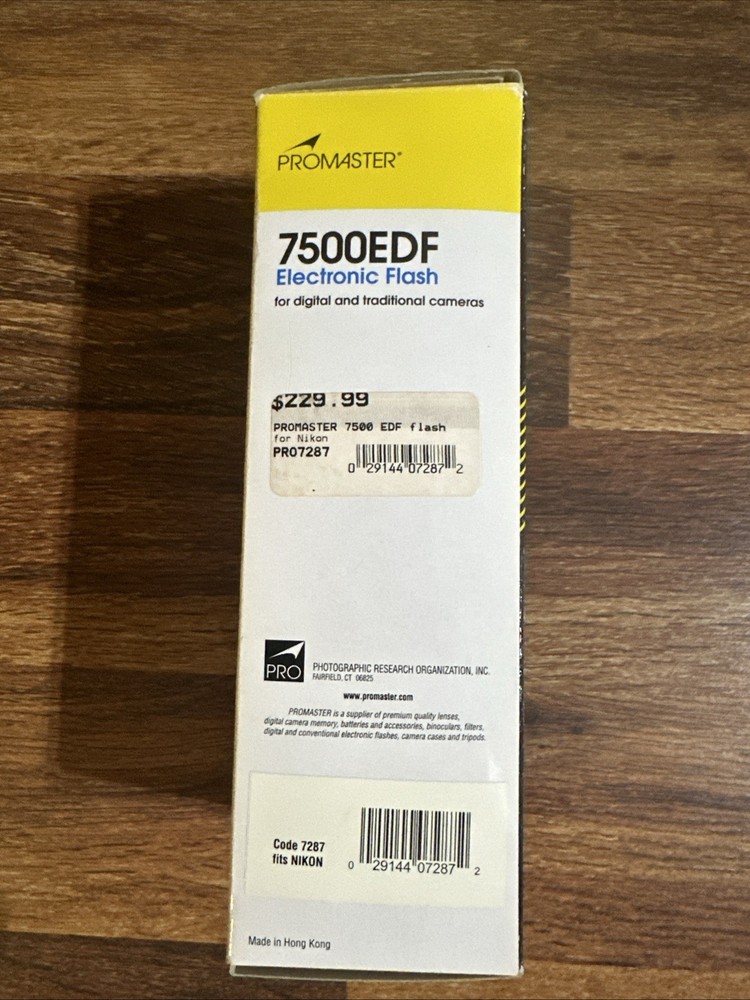 PROMASTER®
7500EDF
Electronic Flash
for digital and traditional cameras
$229.99
PROMASTER 7500 EDF flash
for Nikon
PRO7287
0 29144 07287 2
PRO
PHOTOGRAPHIC RESEARCH ORGANIZATION, INC.
FAIRFIELD, CT 06825
www.promaster.com
PROMASTER is a supplier of premium quality lenses,
digital camera memory, batteries and accessories, binoculars, filters,
digital and conventional electronic flashes, camera cases and tripods.
Code 7287
fits NIKON
0 29144 07287 2
Made in Hong Kong